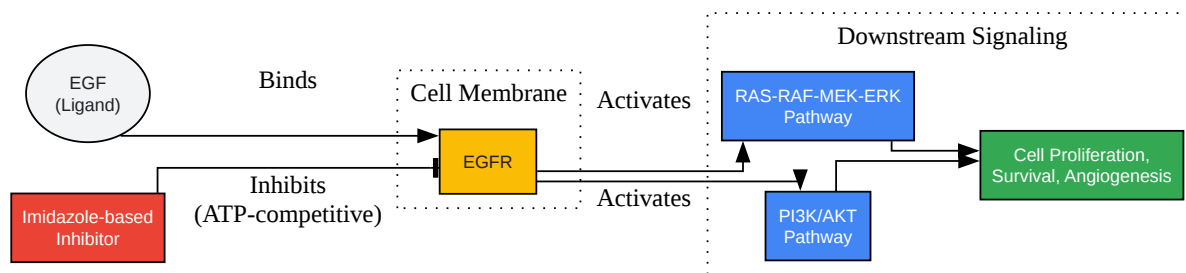 Downstream Signaling
EGF
(Ligand)
Binds
Cell Membrane
Activates
RAS-RAF-MEK-ERK
Pathway
EGFR
Cell Proliferation,
Survival, Angiogenesis
Imidazole-based
Inhibitor
Inhibits
(ATP-competitive)
Activates
PI3K/AKT
Pathway